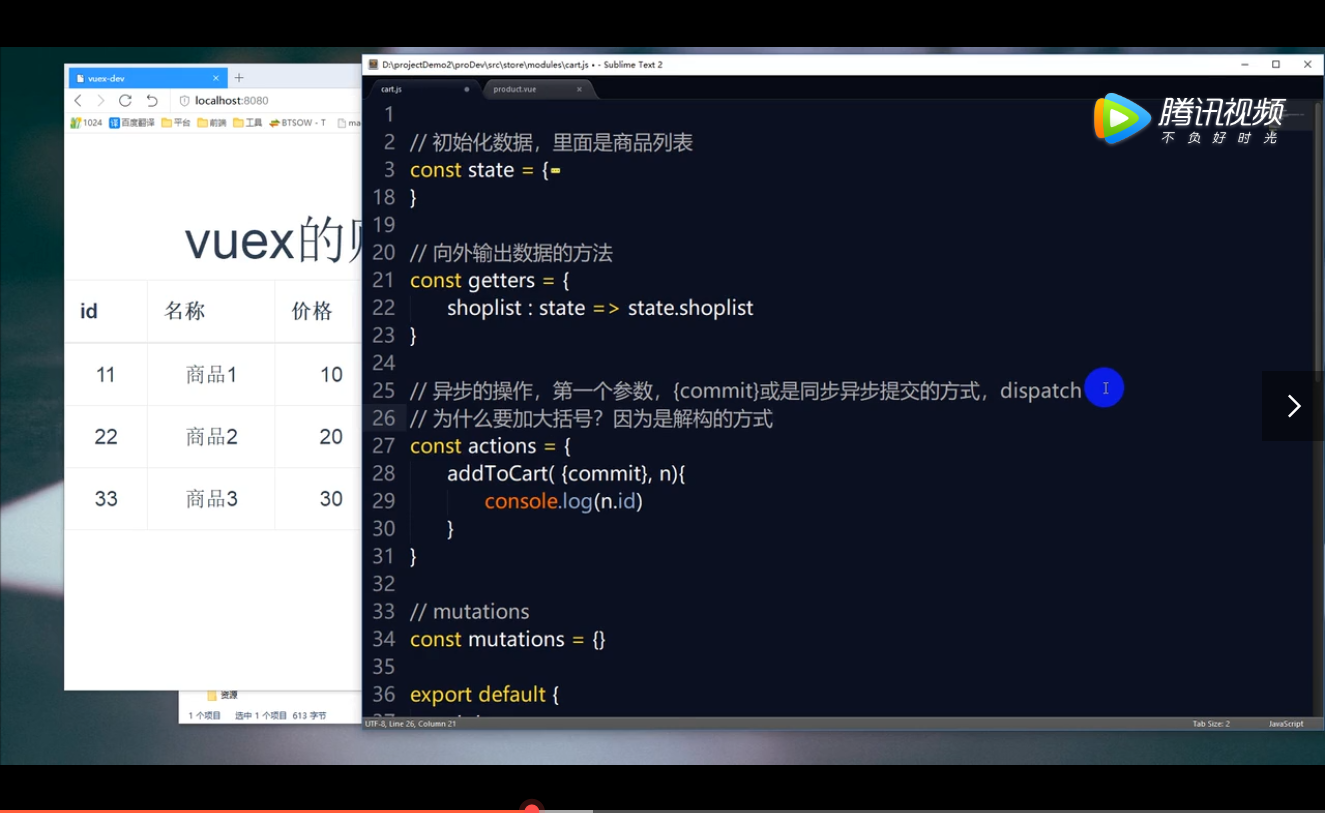 vuex-dev
localhost:8080
1024 百度翻译 平台 前端 工具 BTSOW - T
vuex的
id 名称 价格
11 商品1 10
22 商品2 20
33 商品3 30
资源
1 个项目 选中 1 个项目 613 字节
D:\projectDemo2\proDev\src\store\modules\cart.js • - Sublime Text 2
cart.js product.vue
腾讯视频
不负好时光
1
2 // 初始化数据，里面是商品列表
3 const state = {
18 }
19
20 // 向外输出数据的方法
21 const getters = {
22 shoplist : state => state.shoplist
23 }
24
25 // 异步的操作，第一个参数，{commit}或是同步异步提交的方式，dispatch
26 // 为什么要加大括号？因为是解构的方式
27 const actions = {
28 addToCart( {commit}, n){
29 console.log(n.id)
30 }
31 }
32
33 // mutations
34 const mutations = {}
35
36 export default {
UTF-8, Line 26, Column 21 Tab Size: 2 JavaScript